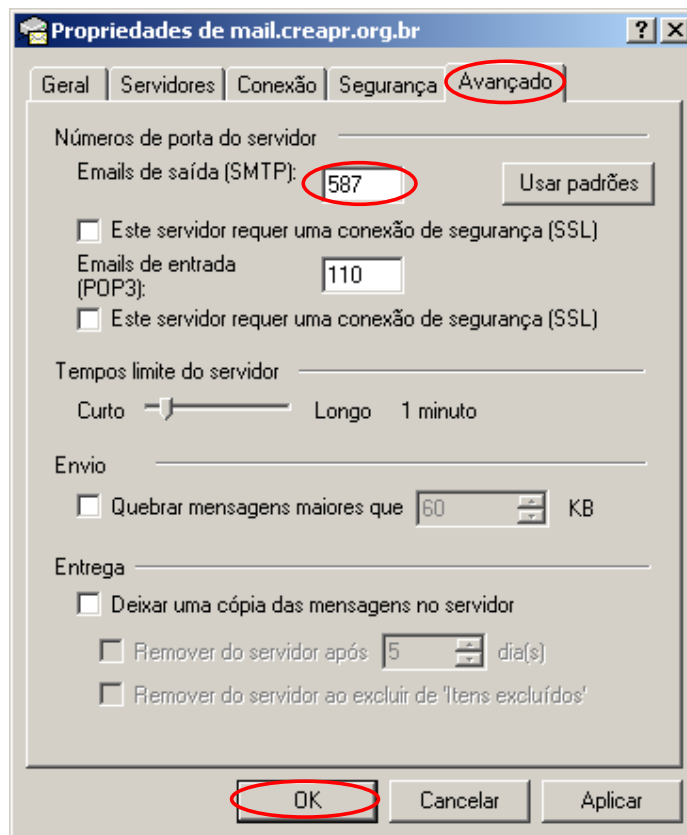 Propriedades de mail.creapr.org.br
Geral Servidores Conexão Segurança Avançado
Números de porta do servidor
Emails de saída (SMTP): 587 Usar padrões
Este servidor requer uma conexão de segurança (SSL)
Emails de entrada
(POP3): 110
Este servidor requer uma conexão de segurança (SSL)
Tempos limite do servidor
Curto Longo 1 minuto
Envio
Quebrar mensagens maiores que 60 KB
Entrega
Deixar uma cópia das mensagens no servidor
Remover do servidor após 5 dia(s)
Remover do servidor ao excluir de 'Itens excluídos'
OK Cancelar Aplicar